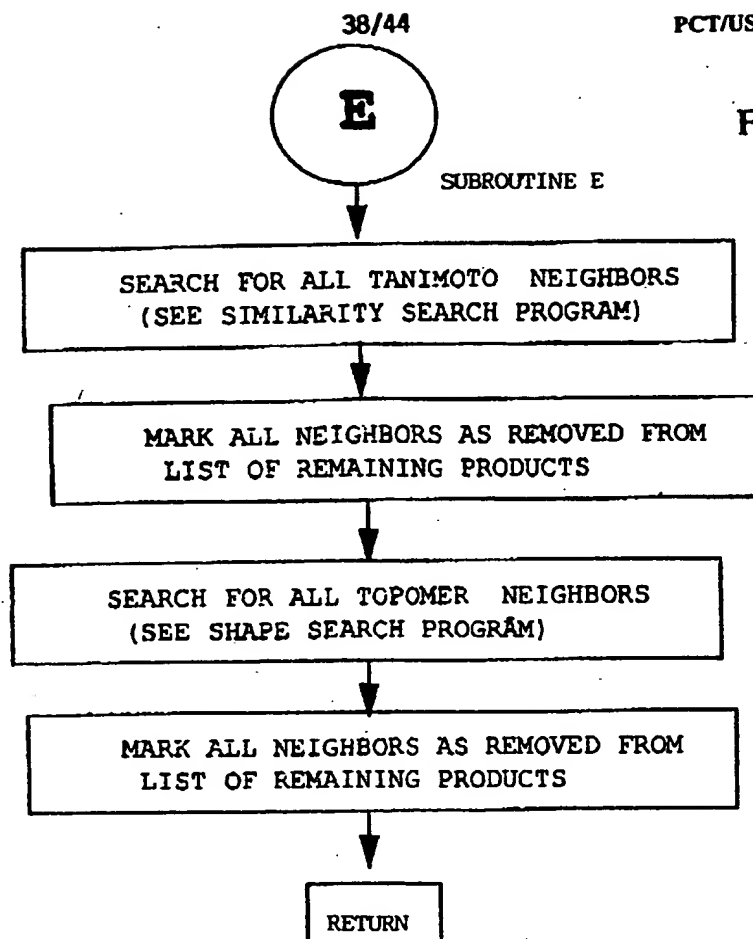 38/44 PCT/US
E
F
SUBROUTINE E
SEARCH FOR ALL TANIMOTO NEIGHBORS
(SEE SIMILARITY SEARCH PROGRAM)
MARK ALL NEIGHBORS AS REMOVED FROM
LIST OF REMAINING PRODUCTS
SEARCH FOR ALL TOPOMER NEIGHBORS
(SEE SHAPE SEARCH PROGRAM)
MARK ALL NEIGHBORS AS REMOVED FROM
LIST OF REMAINING PRODUCTS
RETURN